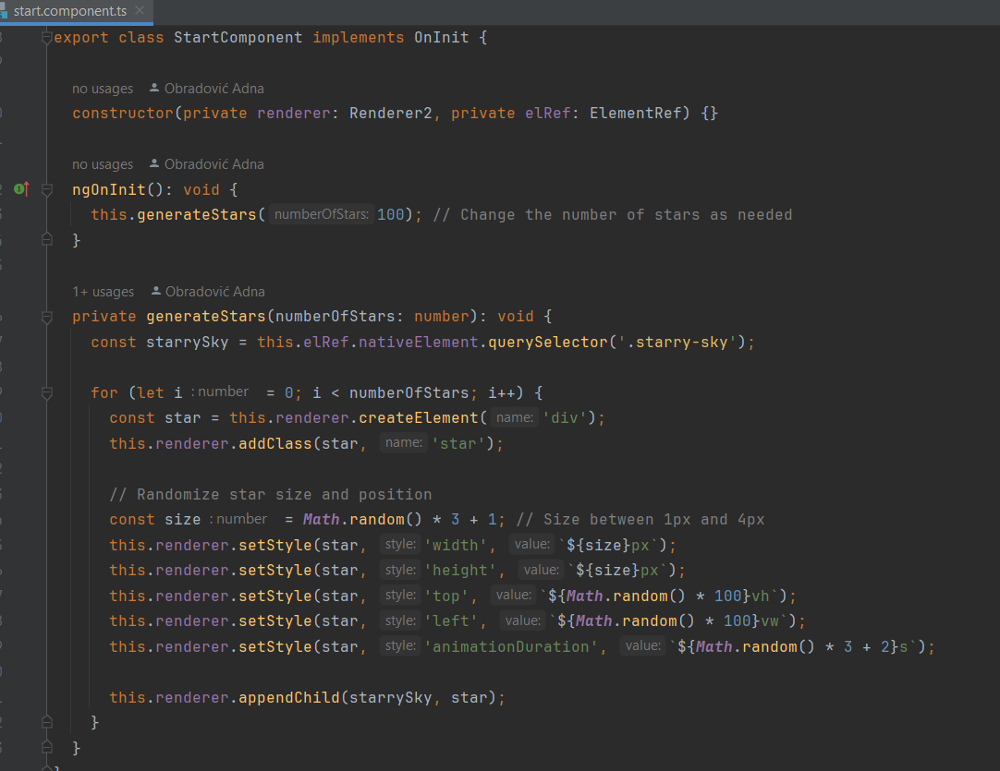 start.component.ts
export class StartComponent implements OnInit {
no usages Obradović Adna
constructor(private renderer: Renderer2, private elRef: ElementRef) {}
no usages Obradović Adna
ngOnInit(): void {
this.generateStars( numberOfStars: 100); // Change the number of stars as needed
}
1+ usages Obradović Adna
private generateStars(numberOfStars: number): void {
const starrySky = this.elRef.nativeElement.querySelector('.starry-sky');
for (let i : number = 0; i < numberOfStars; i++) {
const star = this.renderer.createElement( name: 'div');
this.renderer.addClass(star, name: 'star');
// Randomize star size and position
const size : number = Math.random() * 3 + 1; // Size between 1px and 4px
this.renderer.setStyle(star, style: 'width', value: `${size}px`);
this.renderer.setStyle(star, style: 'height', value: `${size}px`);
this.renderer.setStyle(star, style: 'top', value: `${Math.random() * 100}vh`);
this.renderer.setStyle(star, style: 'left', value: `${Math.random() * 100}vw`);
this.renderer.setStyle(star, style: 'animationDuration', value: `${Math.random() * 3 + 2}s`);
this.renderer.appendChild(starrySky, star);
}
}